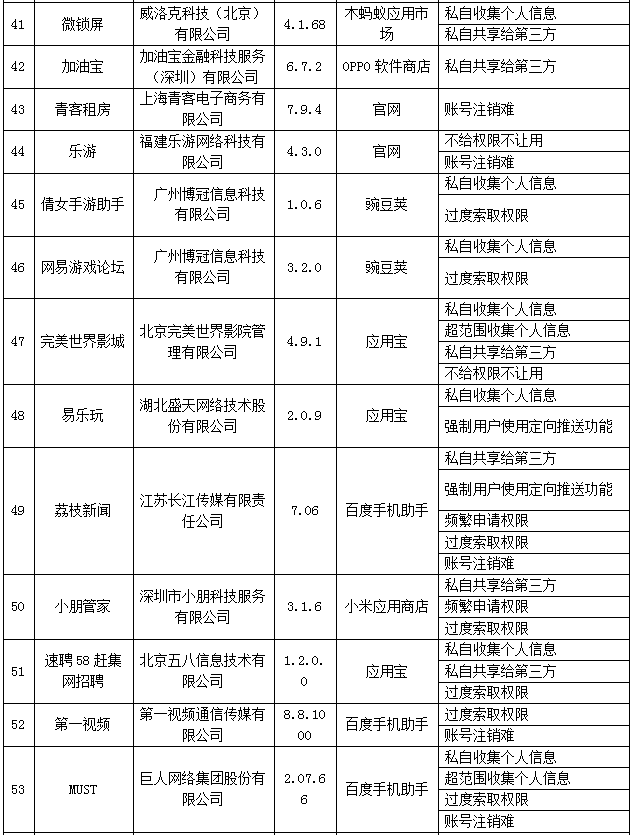 41 微锁屏 威洛克科技（北京）有限公司 4.1.68 木蚂蚁应用市场 私自收集个人信息
私自共享给第三方
42 加油宝 加油宝金融科技服务（深圳）有限公司 6.7.2 OPPO 软件商店 私自共享给第三方
43 青客租房 上海青客电子商务有限公司 7.9.4 官网 账号注销难
44 乐游 福建乐游网络科技有限公司 4.3.0 官网 不给权限不让用
账号注销难
45 倩女手游助手 广州博冠信息科技有限公司 1.0.6 豌豆荚 私自收集个人信息
过度索取权限
46 网易游戏论坛 广州博冠信息科技有限公司 3.2.0 豌豆荚 私自收集个人信息
过度索取权限
47 完美世界影城 北京完美世界影院管理有限公司 4.9.1 应用宝 私自收集个人信息
超范围收集个人信息
私自共享给第三方
不给权限不让用
48 易乐玩 湖北盛天网络技术股份有限公司 2.0.9 应用宝 私自收集个人信息
强制用户使用定向推送功能
49 荔枝新闻 江苏长江传媒有限责任公司 7.06 百度手机助手 私自共享给第三方
强制用户使用定向推送功能
频繁申请权限
过度索取权限
账号注销难
50 小朋管家 深圳市小朋科技服务有限公司 3.1.6 小米应用商店 私自共享给第三方
频繁申请权限
过度索取权限
51 速聘 58 赶集网招聘 北京五八信息技术有限公司 1.2.0.0 应用宝 私自收集个人信息
私自共享给第三方
过度索取权限
52 第一视频 第一视频通信传媒有限公司 8.8.1000 百度手机助手 过度索取权限
账号注销难
53 MUST 巨人网络集团股份有限公司 2.07.66 百度手机助手 私自收集个人信息
超范围收集个人信息
过度索取权限
账号注销难